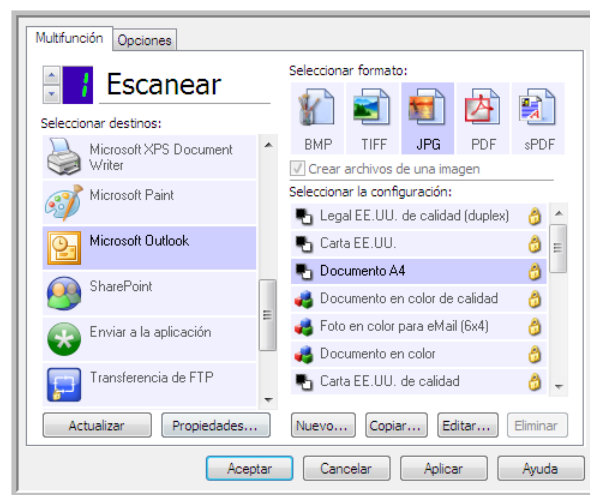 Multifunción Opciones
1 Escanear
Seleccionar destinos:
Microsoft XPS Document
Writer
Microsoft Paint
Microsoft Outlook
SharePoint
Enviar a la aplicación
Transferencia de FTP
Actualizar Propiedades...
Seleccionar formato:
BMP TIFF JPG PDF sPDF
Crear archivos de una imagen
Seleccionar la configuración:
Legal EE.UU. de calidad (duplex)
Carta EE.UU.
Documento A4
Documento en color de calidad
Foto en color para eMail (6x4)
Documento en color
Carta EE.UU. de calidad
Nuevo... Copiar... Editar... Eliminar
Aceptar Cancelar Aplicar Ayuda